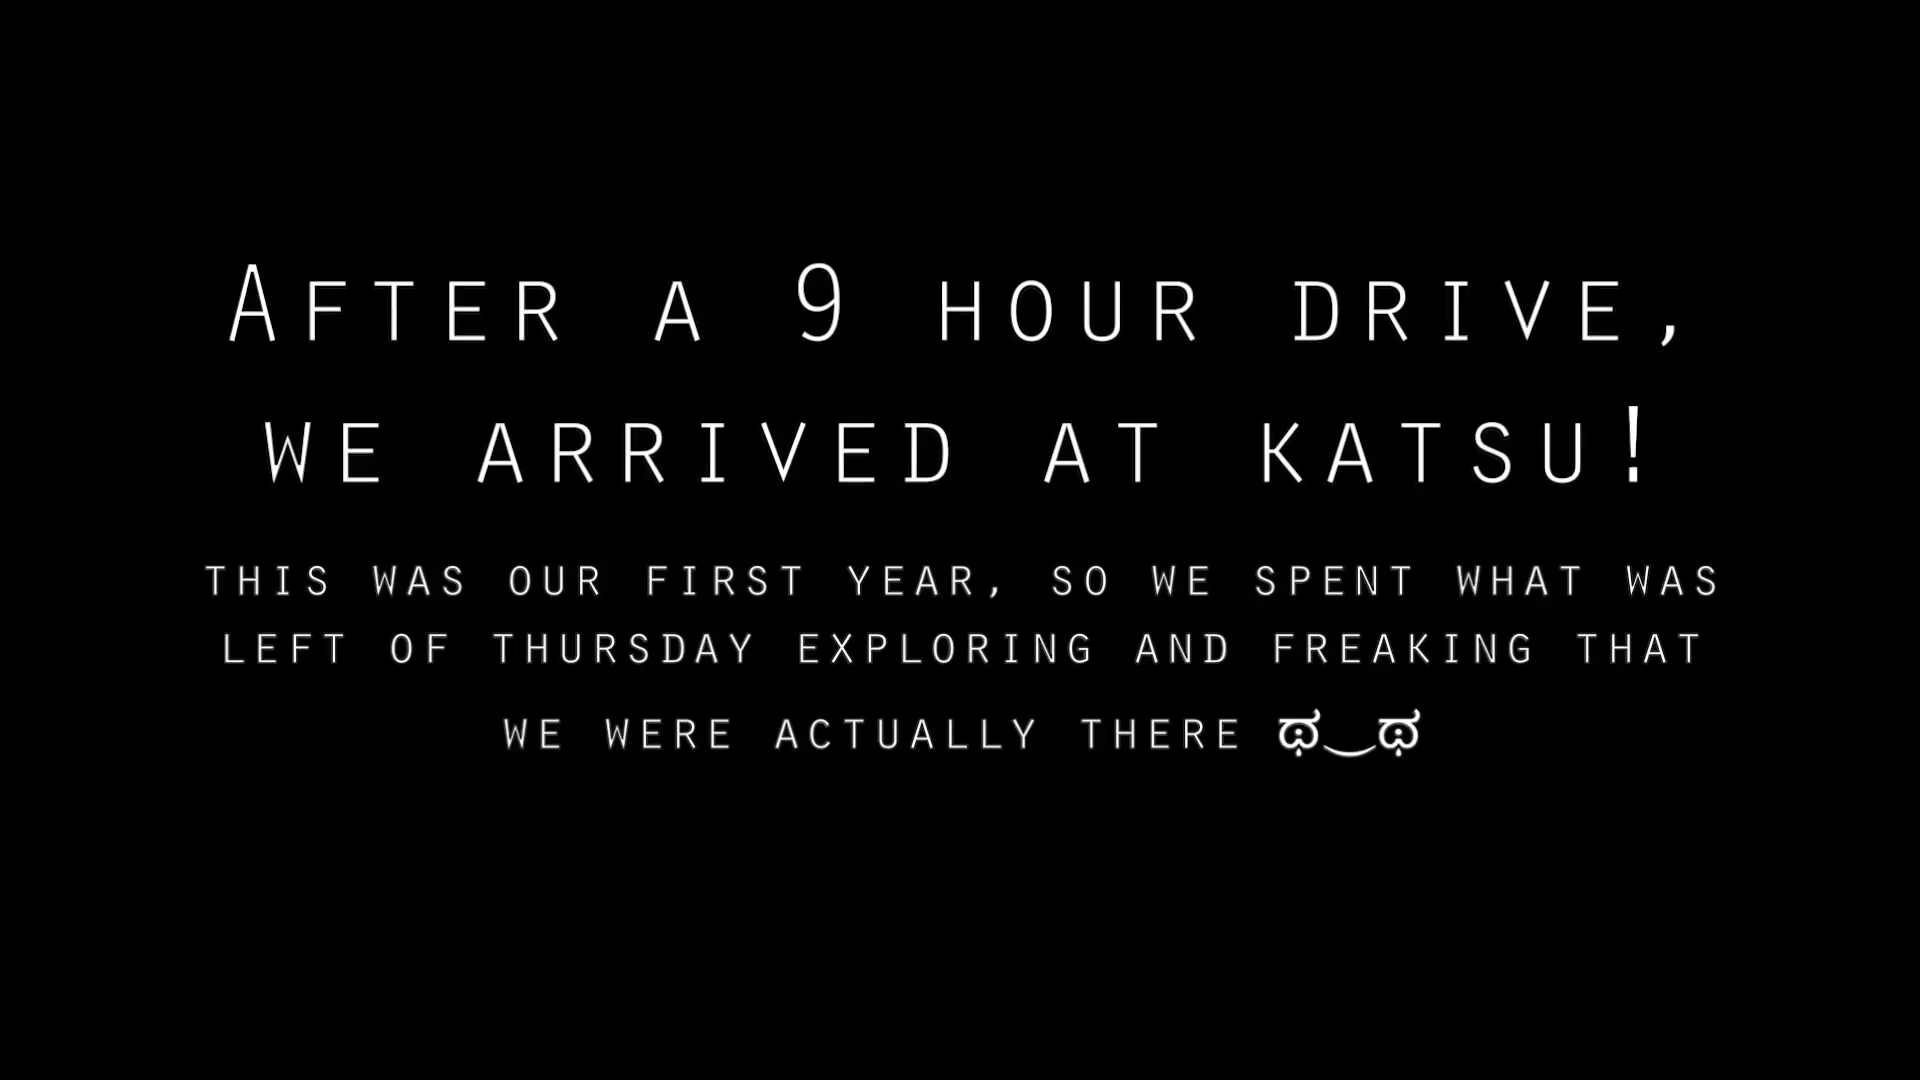 After a 9 hour drive,
we arrived at katsu!
this was our first year, so we spent what was
left of thursday exploring and freaking that
we were actually there ಥ‿ಥ